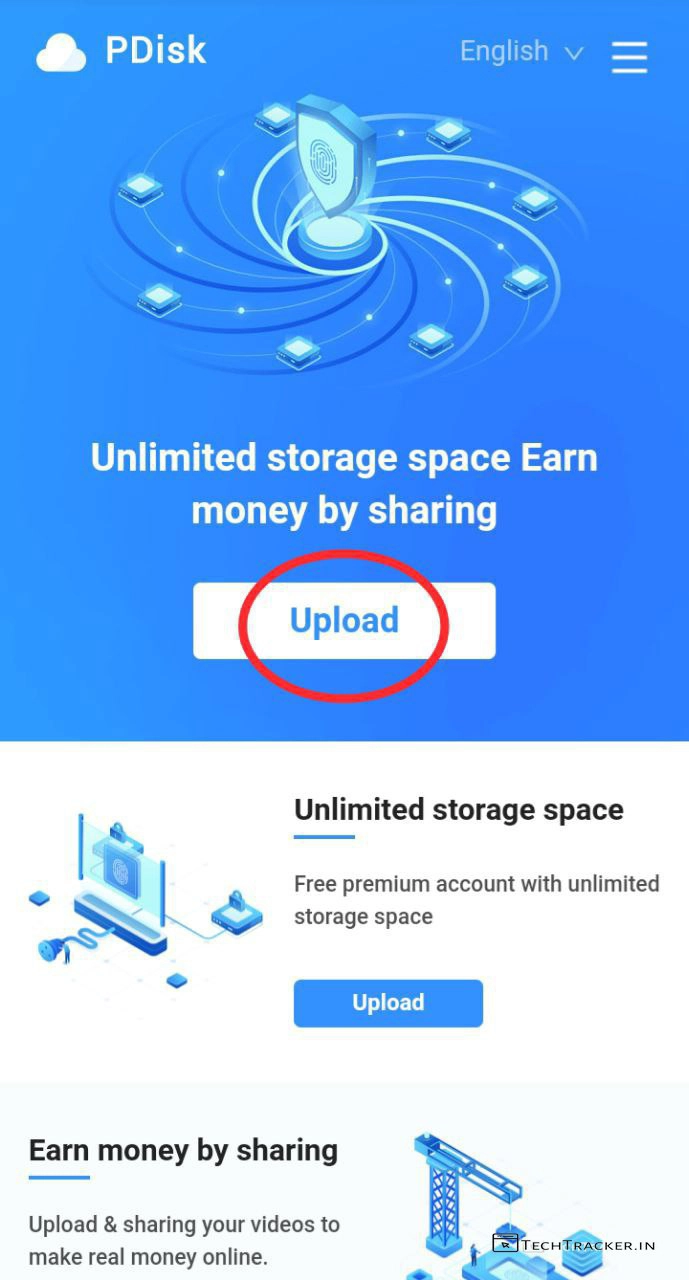 PDisk
English
Unlimited storage space Earn
money by sharing
Upload
Unlimited storage space
Free premium account with unlimited
storage space
Upload
Earn money by sharing
Upload & sharing your videos to
make real money online.
TECHTRACKER.IN